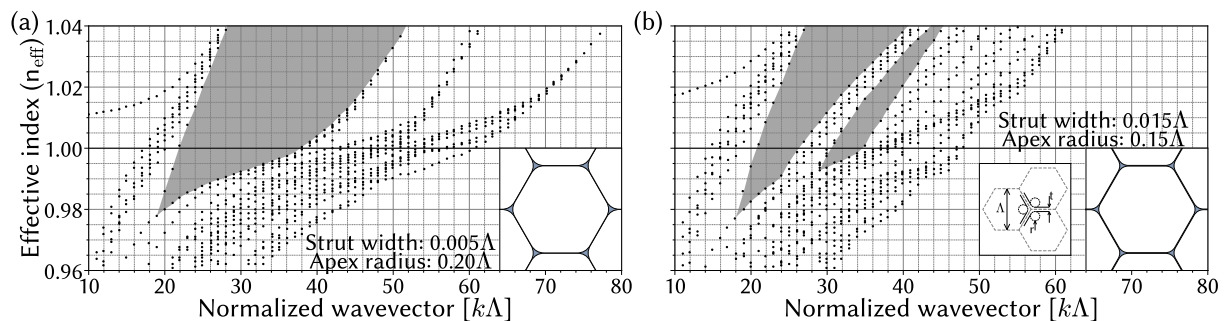 (a)
1.04
1.02
1.00
0.98
0.96
Effective index (n_eff)
Strut width: 0.005Λ
Apex radius: 0.20Λ
10 20 30 40 50 60 70 80
Normalized wavevector [kΛ]
(b)
Strut width: 0.015Λ
Apex radius: 0.15Λ
Λ
t
r
10 20 30 40 50 60 70 80
Normalized wavevector [kΛ]